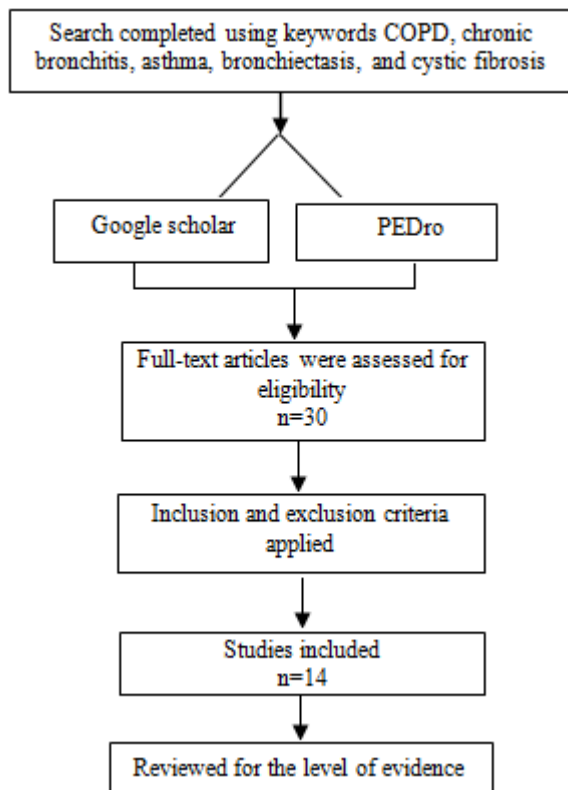 Search completed using keywords COPD, chronic
bronchitis, asthma, bronchiectasis, and cystic fibrosis
Google scholar
PEDro
Full-text articles were assessed for
eligibility
n=30
Inclusion and exclusion criteria
applied
Studies included
n=14
Reviewed for the level of evidence